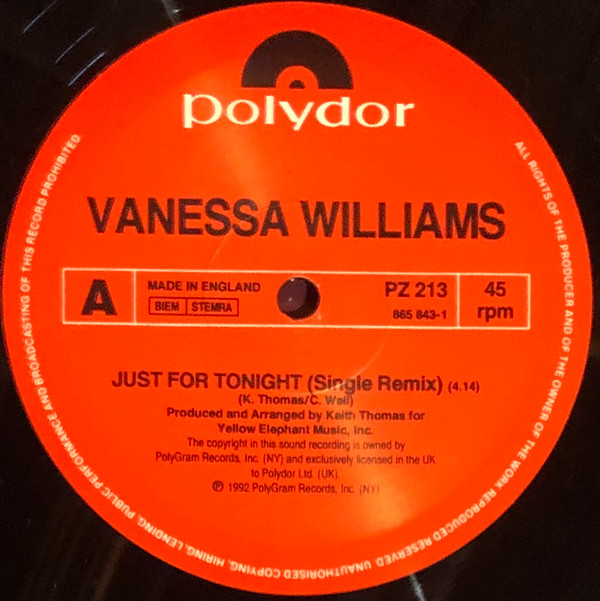 polydor
VANESSA WILLIAMS
A
MADE IN ENGLAND
BIEM STEMRA
PZ 213
865 843-1
45
rpm
JUST FOR TONIGHT (Single Remix) (4.14)
(K. Thomas/C. Weil)
Produced and Arranged by Keith Thomas for
Yellow Elephant Music, Inc.
The copyright in this sound recording is owned by
PolyGram Records, Inc. (NY) and exclusively licensed in the UK
to Polydor Ltd. (UK)
℗ 1992 PolyGram Records, Inc. (NY)
ALL RIGHTS OF THE PRODUCER AND OF THE OWNER OF THE WORK REPRODUCED RESERVED. UNAUTHORISED COPYING, HIRING, LENDING, PUBLIC PERFORMANCE AND BROADCASTING OF THIS RECORD PROHIBITED